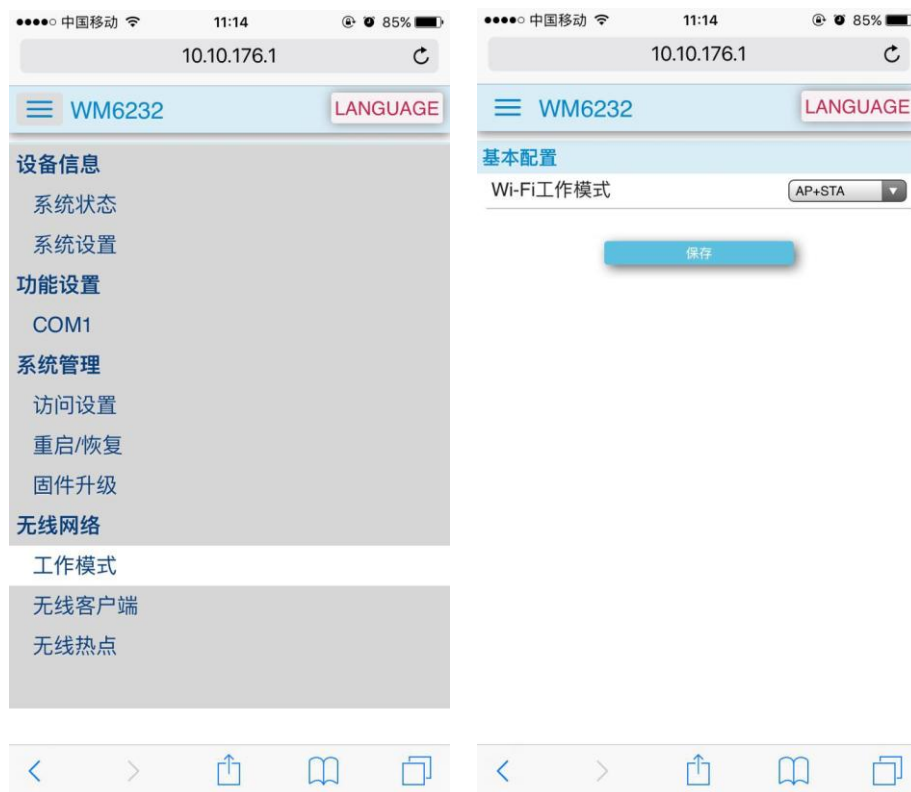 中国移动 11:14 85%
10.10.176.1
WM6232 LANGUAGE
设备信息
系统状态
系统设置
功能设置
COM1
系统管理
访问设置
重启/恢复
固件升级
无线网络
工作模式
无线客户端
无线热点
中国移动 11:14 85%
10.10.176.1
WM6232 LANGUAGE
基本配置
Wi-Fi工作模式 AP+STA
保存